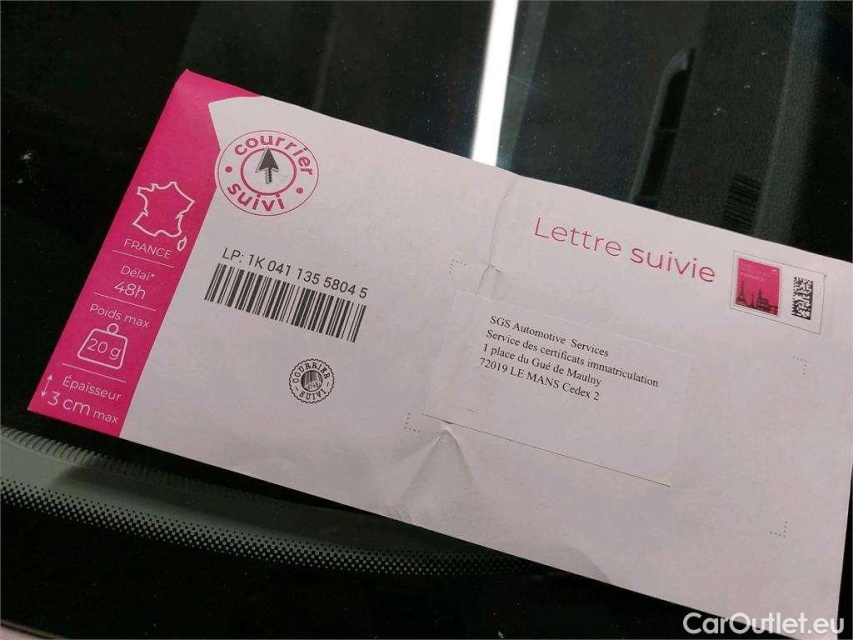 courrier
suivi
FRANCE
Délai*
48h
Poids max
20 g
Épaisseur
3 cm max
LP: 1K 041 135 5804 5
COURRIER
SUIVI
Lettre suivie
SGS Automotive Services
Service des certificats immatriculation
1 place du Gué de Maulny
72019 LE MANS Cedex 2
CarOutlet.eu